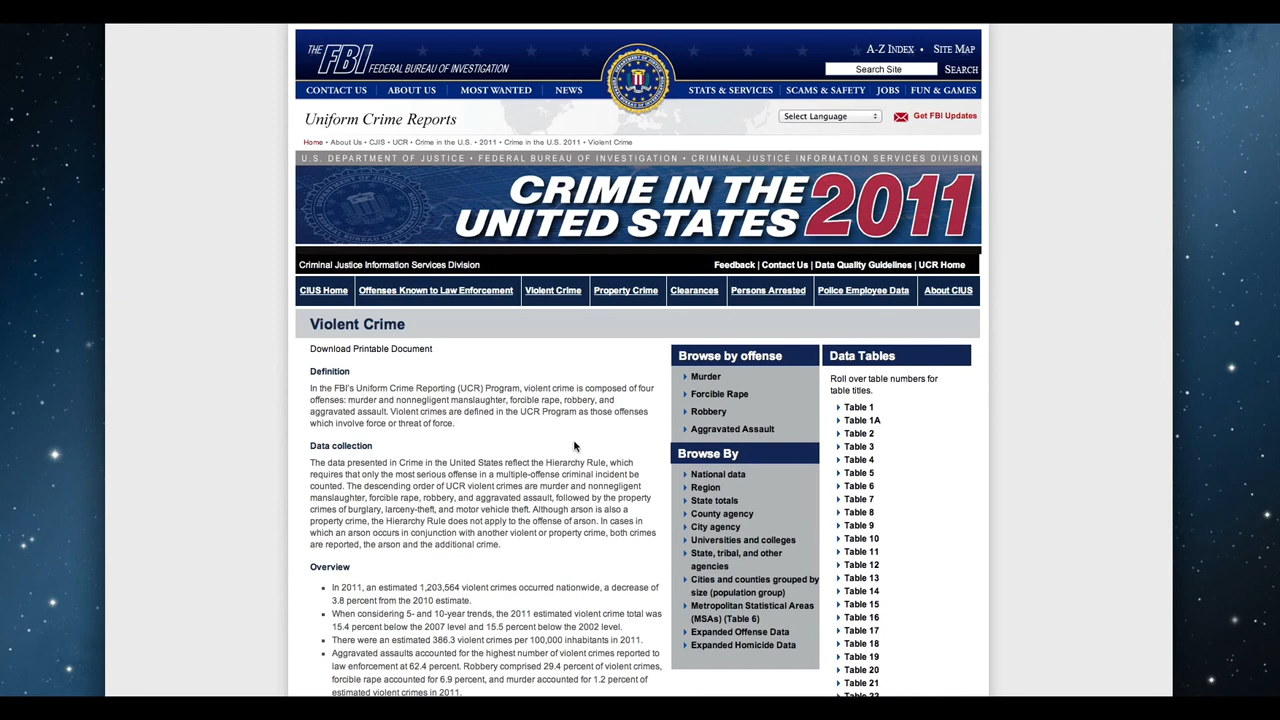 THE FBI FEDERAL BUREAU OF INVESTIGATION
A-Z INDEX • SITE MAP
Search Site SEARCH
CONTACT US ABOUT US MOST WANTED NEWS STATS & SERVICES SCAMS & SAFETY JOBS FUN & GAMES
Uniform Crime Reports
Select Language
Get FBI Updates
Home • About Us • CJIS • UCR • Crime in the U.S. • 2011 • Crime in the U.S. 2011 • Violent Crime
U.S. DEPARTMENT OF JUSTICE • FEDERAL BUREAU OF INVESTIGATION • CRIMINAL JUSTICE INFORMATION SERVICES DIVISION
CRIME IN THE
UNITED STATES 2011
Criminal Justice Information Services Division
Feedback | Contact Us | Data Quality Guidelines | UCR Home
CIUS Home Offenses Known to Law Enforcement Violent Crime Property Crime Clearances Persons Arrested Police Employee Data About CIUS
Violent Crime
Download Printable Document
Definition
In the FBI's Uniform Crime Reporting (UCR) Program, violent crime is composed of four
offenses: murder and nonnegligent manslaughter, forcible rape, robbery, and
aggravated assault. Violent crimes are defined in the UCR Program as those offenses
which involve force or threat of force.
Data collection
The data presented in Crime in the United States reflect the Hierarchy Rule, which
requires that only the most serious offense in a multiple-offense criminal incident be
counted. The descending order of UCR violent crimes are murder and nonnegligent
manslaughter, forcible rape, robbery, and aggravated assault, followed by the property
crimes of burglary, larceny-theft, and motor vehicle theft. Although arson is also a
property crime, the Hierarchy Rule does not apply to the offense of arson. In cases in
which an arson occurs in conjunction with another violent or property crime, both crimes
are reported, the arson and the additional crime.
Overview
In 2011, an estimated 1,203,564 violent crimes occurred nationwide, a decrease of
3.8 percent from the 2010 estimate.
When considering 5- and 10-year trends, the 2011 estimated violent crime total was
15.4 percent below the 2007 level and 15.5 percent below the 2002 level.
There were an estimated 386.3 violent crimes per 100,000 inhabitants in 2011.
Aggravated assaults accounted for the highest number of violent crimes reported to
law enforcement at 62.4 percent. Robbery comprised 29.4 percent of violent crimes,
forcible rape accounted for 6.9 percent, and murder accounted for 1.2 percent of
estimated violent crimes in 2011.
Browse by offense
Murder
Forcible Rape
Robbery
Aggravated Assault
Browse By
National data
Region
State totals
County agency
City agency
Universities and colleges
State, tribal, and other
agencies
Cities and counties grouped by
size (population group)
Metropolitan Statistical Areas
(MSAs) (Table 6)
Expanded Offense Data
Expanded Homicide Data
Data Tables
Roll over table numbers for
table titles.
Table 1
Table 1A
Table 2
Table 3
Table 4
Table 5
Table 6
Table 7
Table 8
Table 9
Table 10
Table 11
Table 12
Table 13
Table 14
Table 15
Table 16
Table 17
Table 18
Table 19
Table 20
Table 21
Table 22